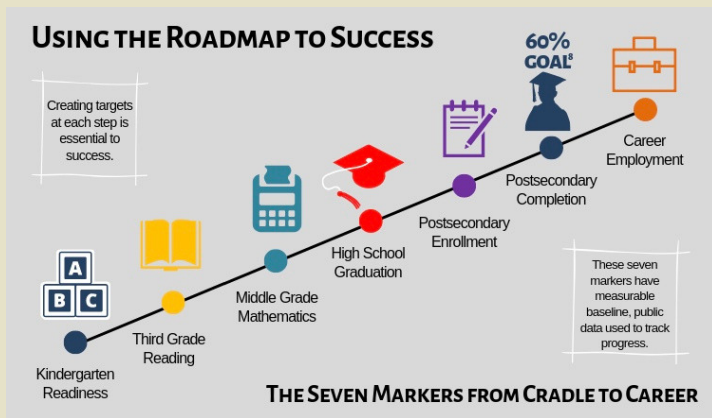 Using the Roadmap to Success
Creating targets
at each step is
essential to
success.
60%
GOAL8
A
B C
Kindergarten
Readiness
Third Grade
Reading
Middle Grade
Mathematics
High School
Graduation
Postsecondary
Enrollment
Postsecondary
Completion
Career
Employment
These seven
markers have
measurable
baseline, public
data used to track
progress.
The Seven Markers from Cradle to Career